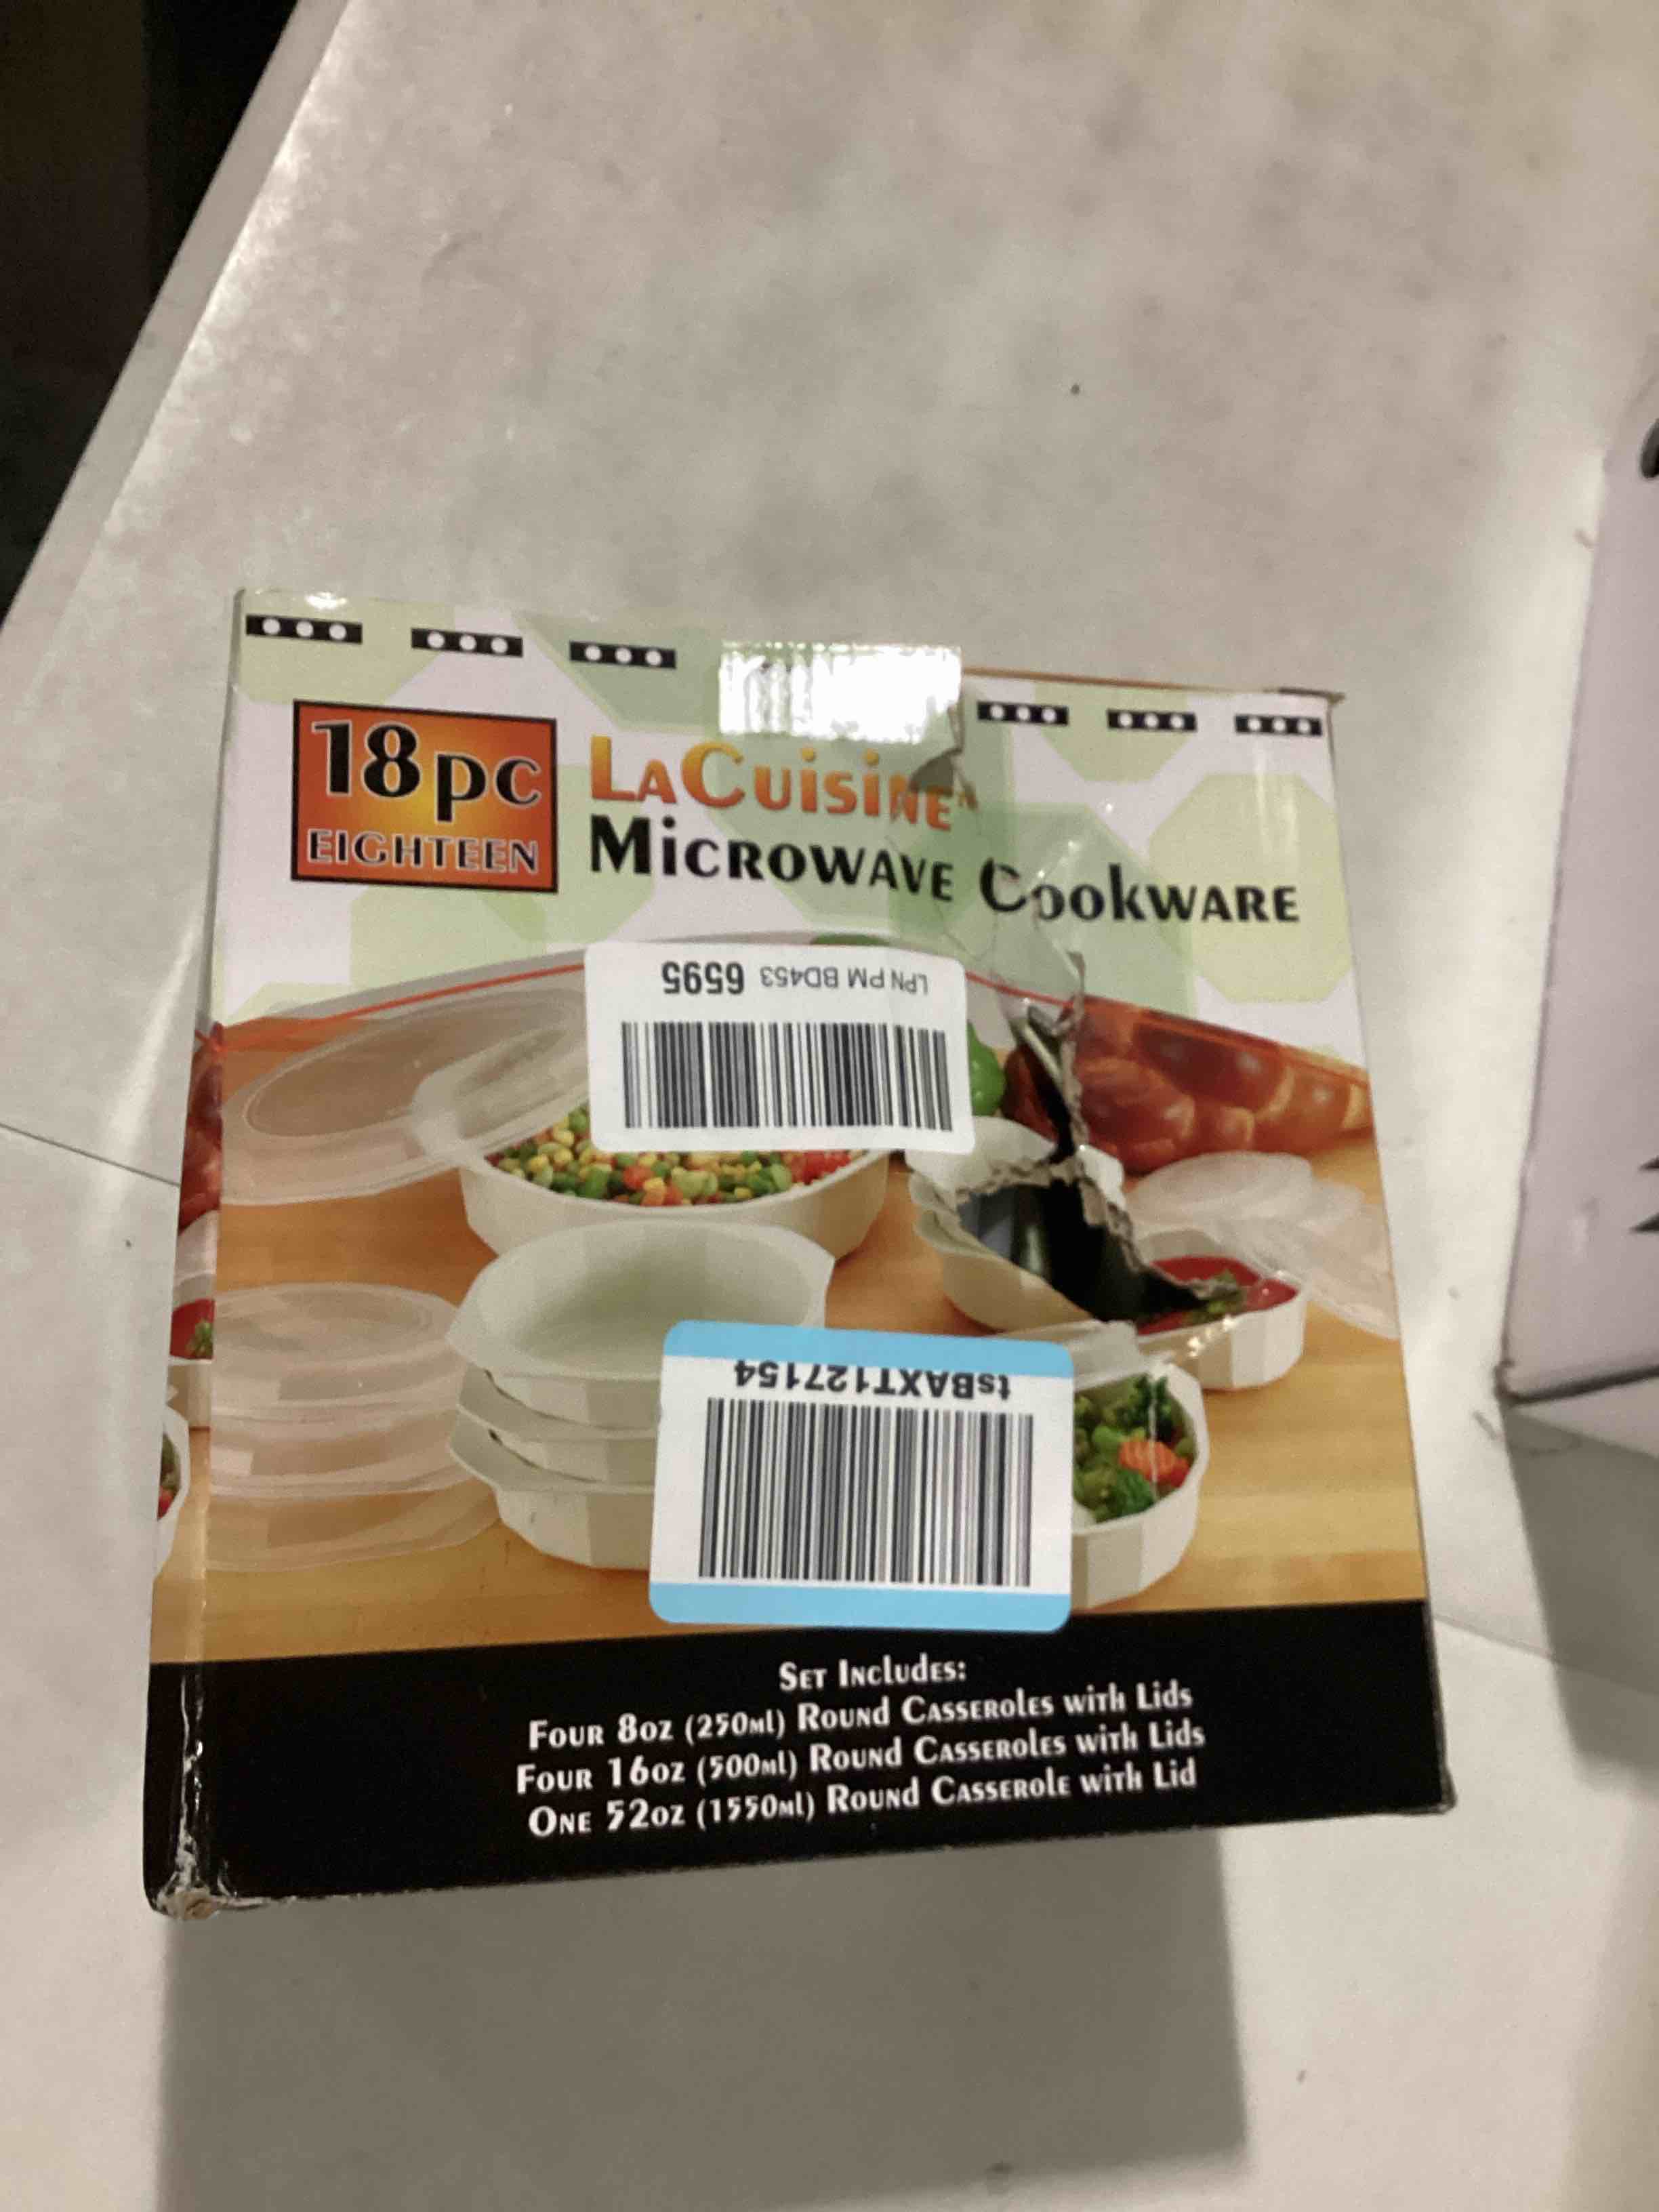 18pc
EIGHTEEN
LaCuisine™
Microwave Cookware
LPN PM BD453 6595
tsBAXT127154
Set Includes:
Four 8oz (250ml) Round Casseroles with Lids
Four 16oz (500ml) Round Casseroles with Lids
One 52oz (1550ml) Round Casserole with Lid